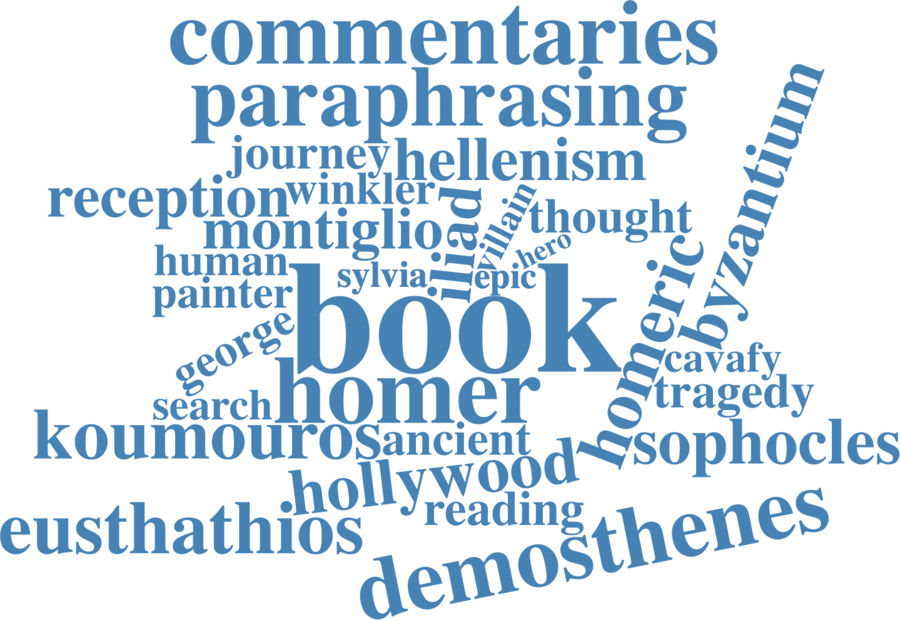 commentaries
paraphrasing
journey
hellenism
byzantium
reception
winkler
iliad
villain
thought
montiglio
hero
human
sylvia
epic
painter
book
homeric
george
cavafy
search
homer
tragedy
koumouros
ancient
sophocles
hollywood
reading
eusthathios
demosthenes